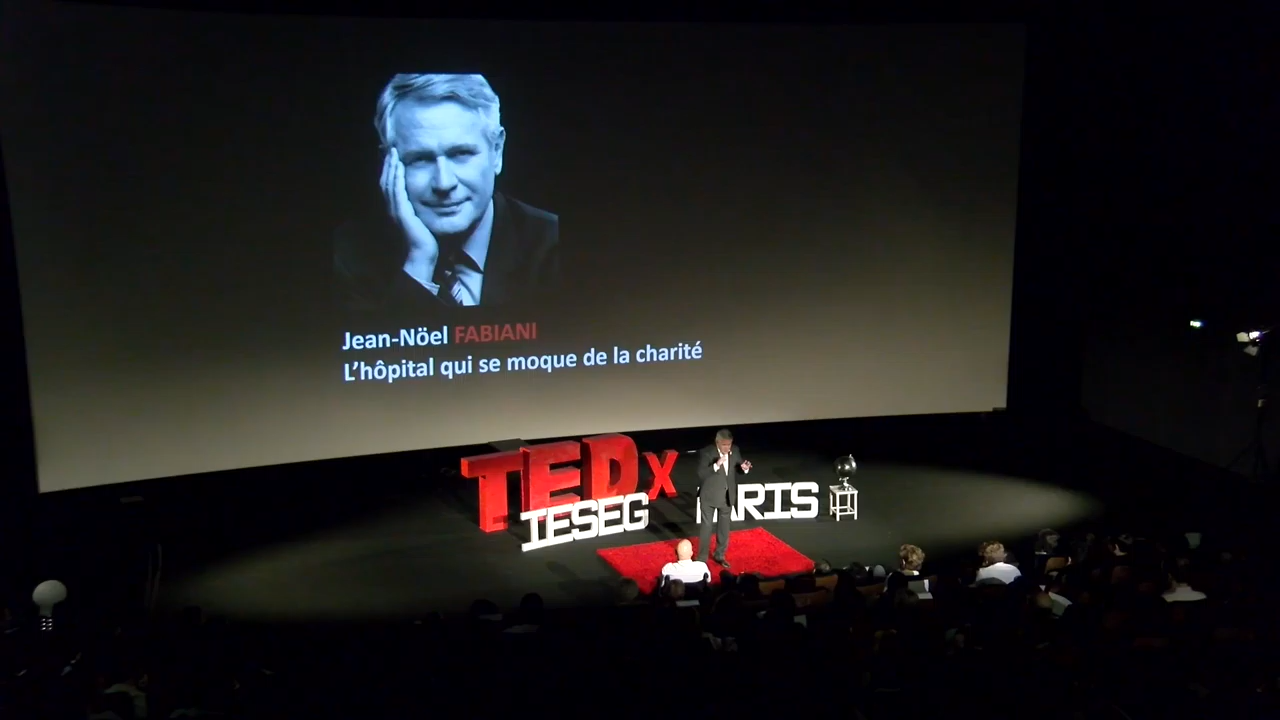 Jean-Nöel FABIANI
L'hôpital qui se moque de la charité
TEDx
IESEG PARIS